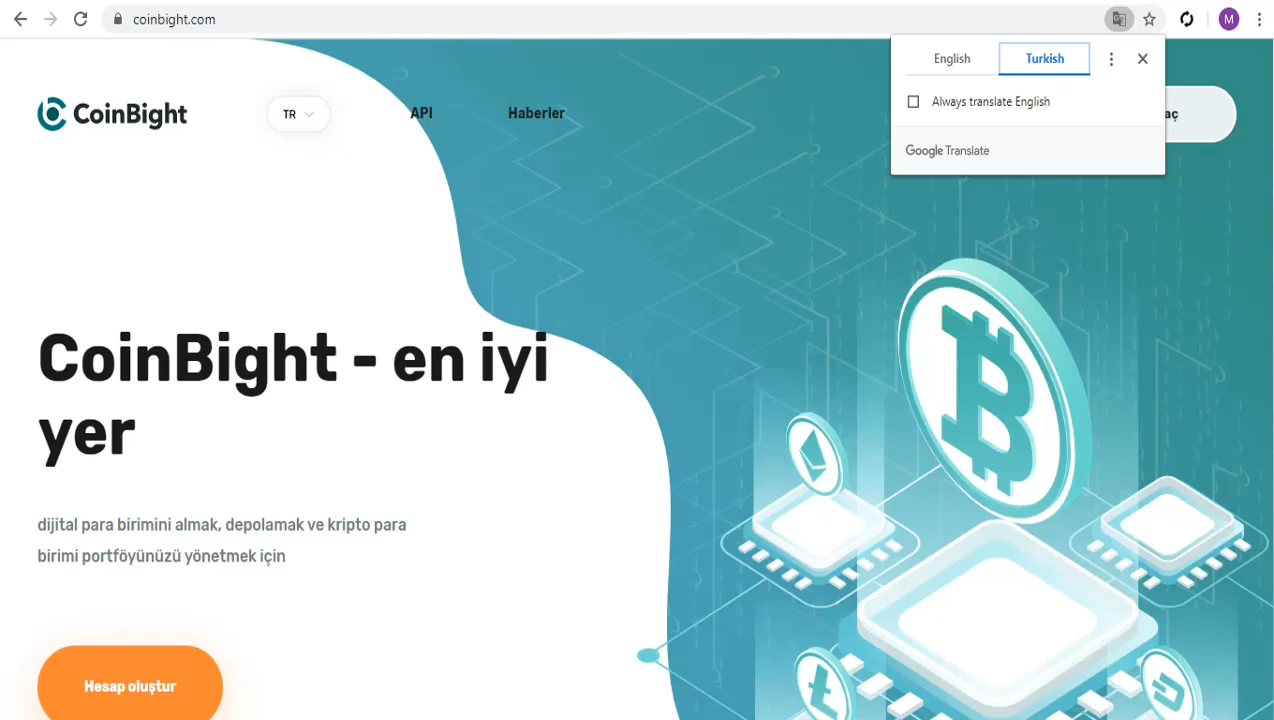 coinbight.com
M
English
Turkish
Always translate English
Google Translate
CoinBight
TR
API
Haberler
aç
CoinBight - en iyi
yer
dijital para birimini almak, depolamak ve kripto para
birimi portföyünüzü yönetmek için
Hesap oluştur